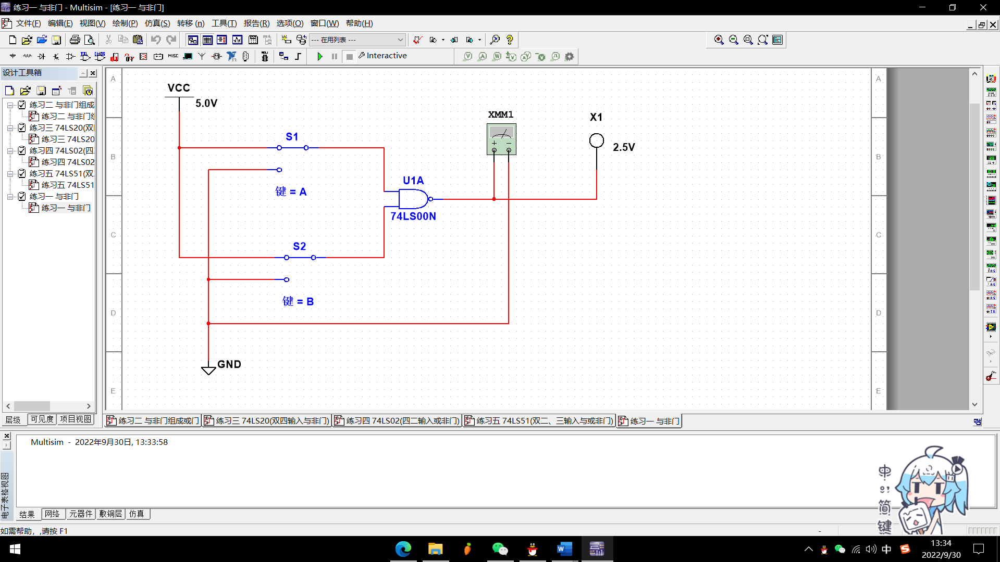 练习一 与非门 - Multisim - [练习一 与非门]
文件(F) 编辑(E) 视图(V) 绘制(P) 仿真(S) 转移 (n) 工具(T) 报告(R) 选项(O) 窗口(W) 帮助(H)
--- 在用列表 ---
MISC
Interactive
设计工具箱
练习二 与非门组成
练习二 与非门组
练习三 74LS20(双
练习三 74LS20
练习四 74LS02(四
练习四 74LS02
练习五 74LS51(双
练习五 74LS51
练习一 与非门
练习一 与非门
层级 可见度 项目视图
A
B
C
D
E
VCC
5.0V
S1
键 = A
S2
键 = B
GND
U1A
74LS00N
XMM1
X1
2.5V
A
B
C
D
E
练习二 与非门组成或门 练习三 74LS20(双四输入与非门) 练习四 74LS02(四二输入或非门) 练习五 74LS51(双二、三输入与或非门) 练习一 与非门
Multisim - 2022年9月30日, 13:33:58
电子表格视图
结果 网络 元器件 敷铜层 仿真
如需帮助，,请按 F1
中
简
键
中
13:34
2022/9/30